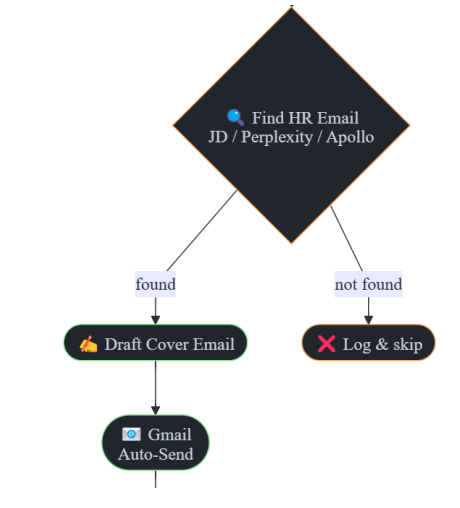 🔍 Find HR Email
JD / Perplexity / Apollo
found
not found
✍️ Draft Cover Email
❌ Log & skip
📧 Gmail
Auto-Send